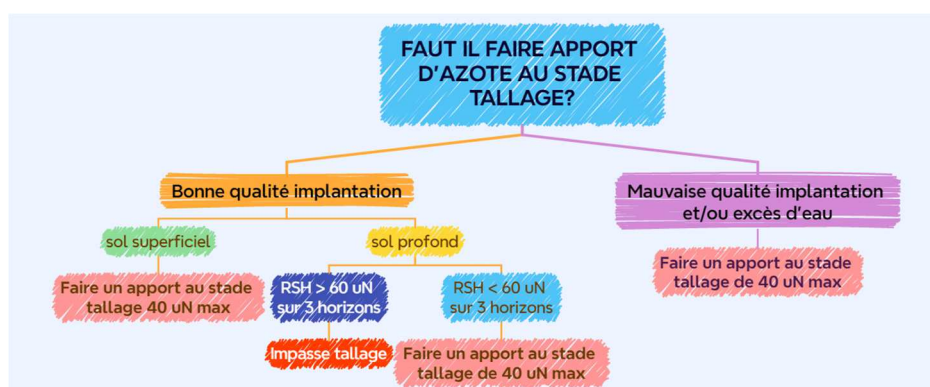 FAUT IL FAIRE APPORT
D'AZOTE AU STADE
TALLAGE?
Bonne qualité implantation
Mauvaise qualité implantation
et/ou excès d'eau
sol superficiel
sol profond
Faire un apport au stade
tallage 40 uN max
RSH > 60 uN
sur 3 horizons
RSH < 60 uN
sur 3 horizons
Faire un apport au stade
tallage de 40 uN max
Impasse tallage
Faire un apport au stade
tallage de 40 uN max